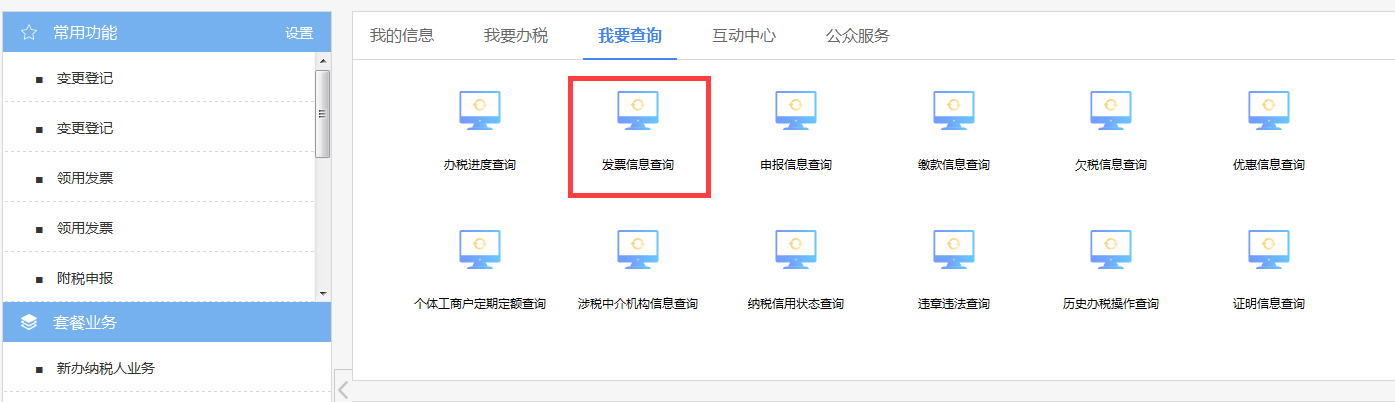 常用功能 设置
变更登记
变更登记
领用发票
领用发票
附税申报
套餐业务
新办纳税人业务
我的信息 我要办税 我要查询 互动中心 公众服务
办税进度查询 发票信息查询 申报信息查询 缴款信息查询 欠税信息查询 优惠信息查询
个体工商户定期定额查询 涉税中介机构信息查询 纳税信用状态查询 违章违法查询 历史办税操作查询 证明信息查询